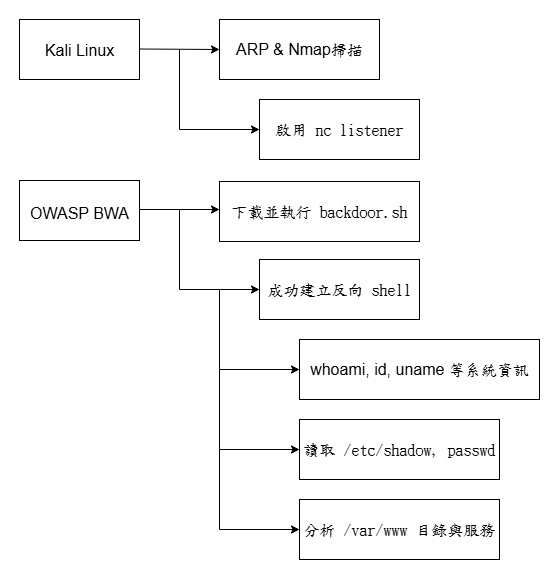 Kali Linux
ARP & Nmap掃描
啟用 nc listener
OWASP BWA
下載並執行 backdoor.sh
成功建立反向 shell
whoami, id, uname 等系統資訊
讀取 /etc/shadow, passwd
分析 /var/www 目錄與服務